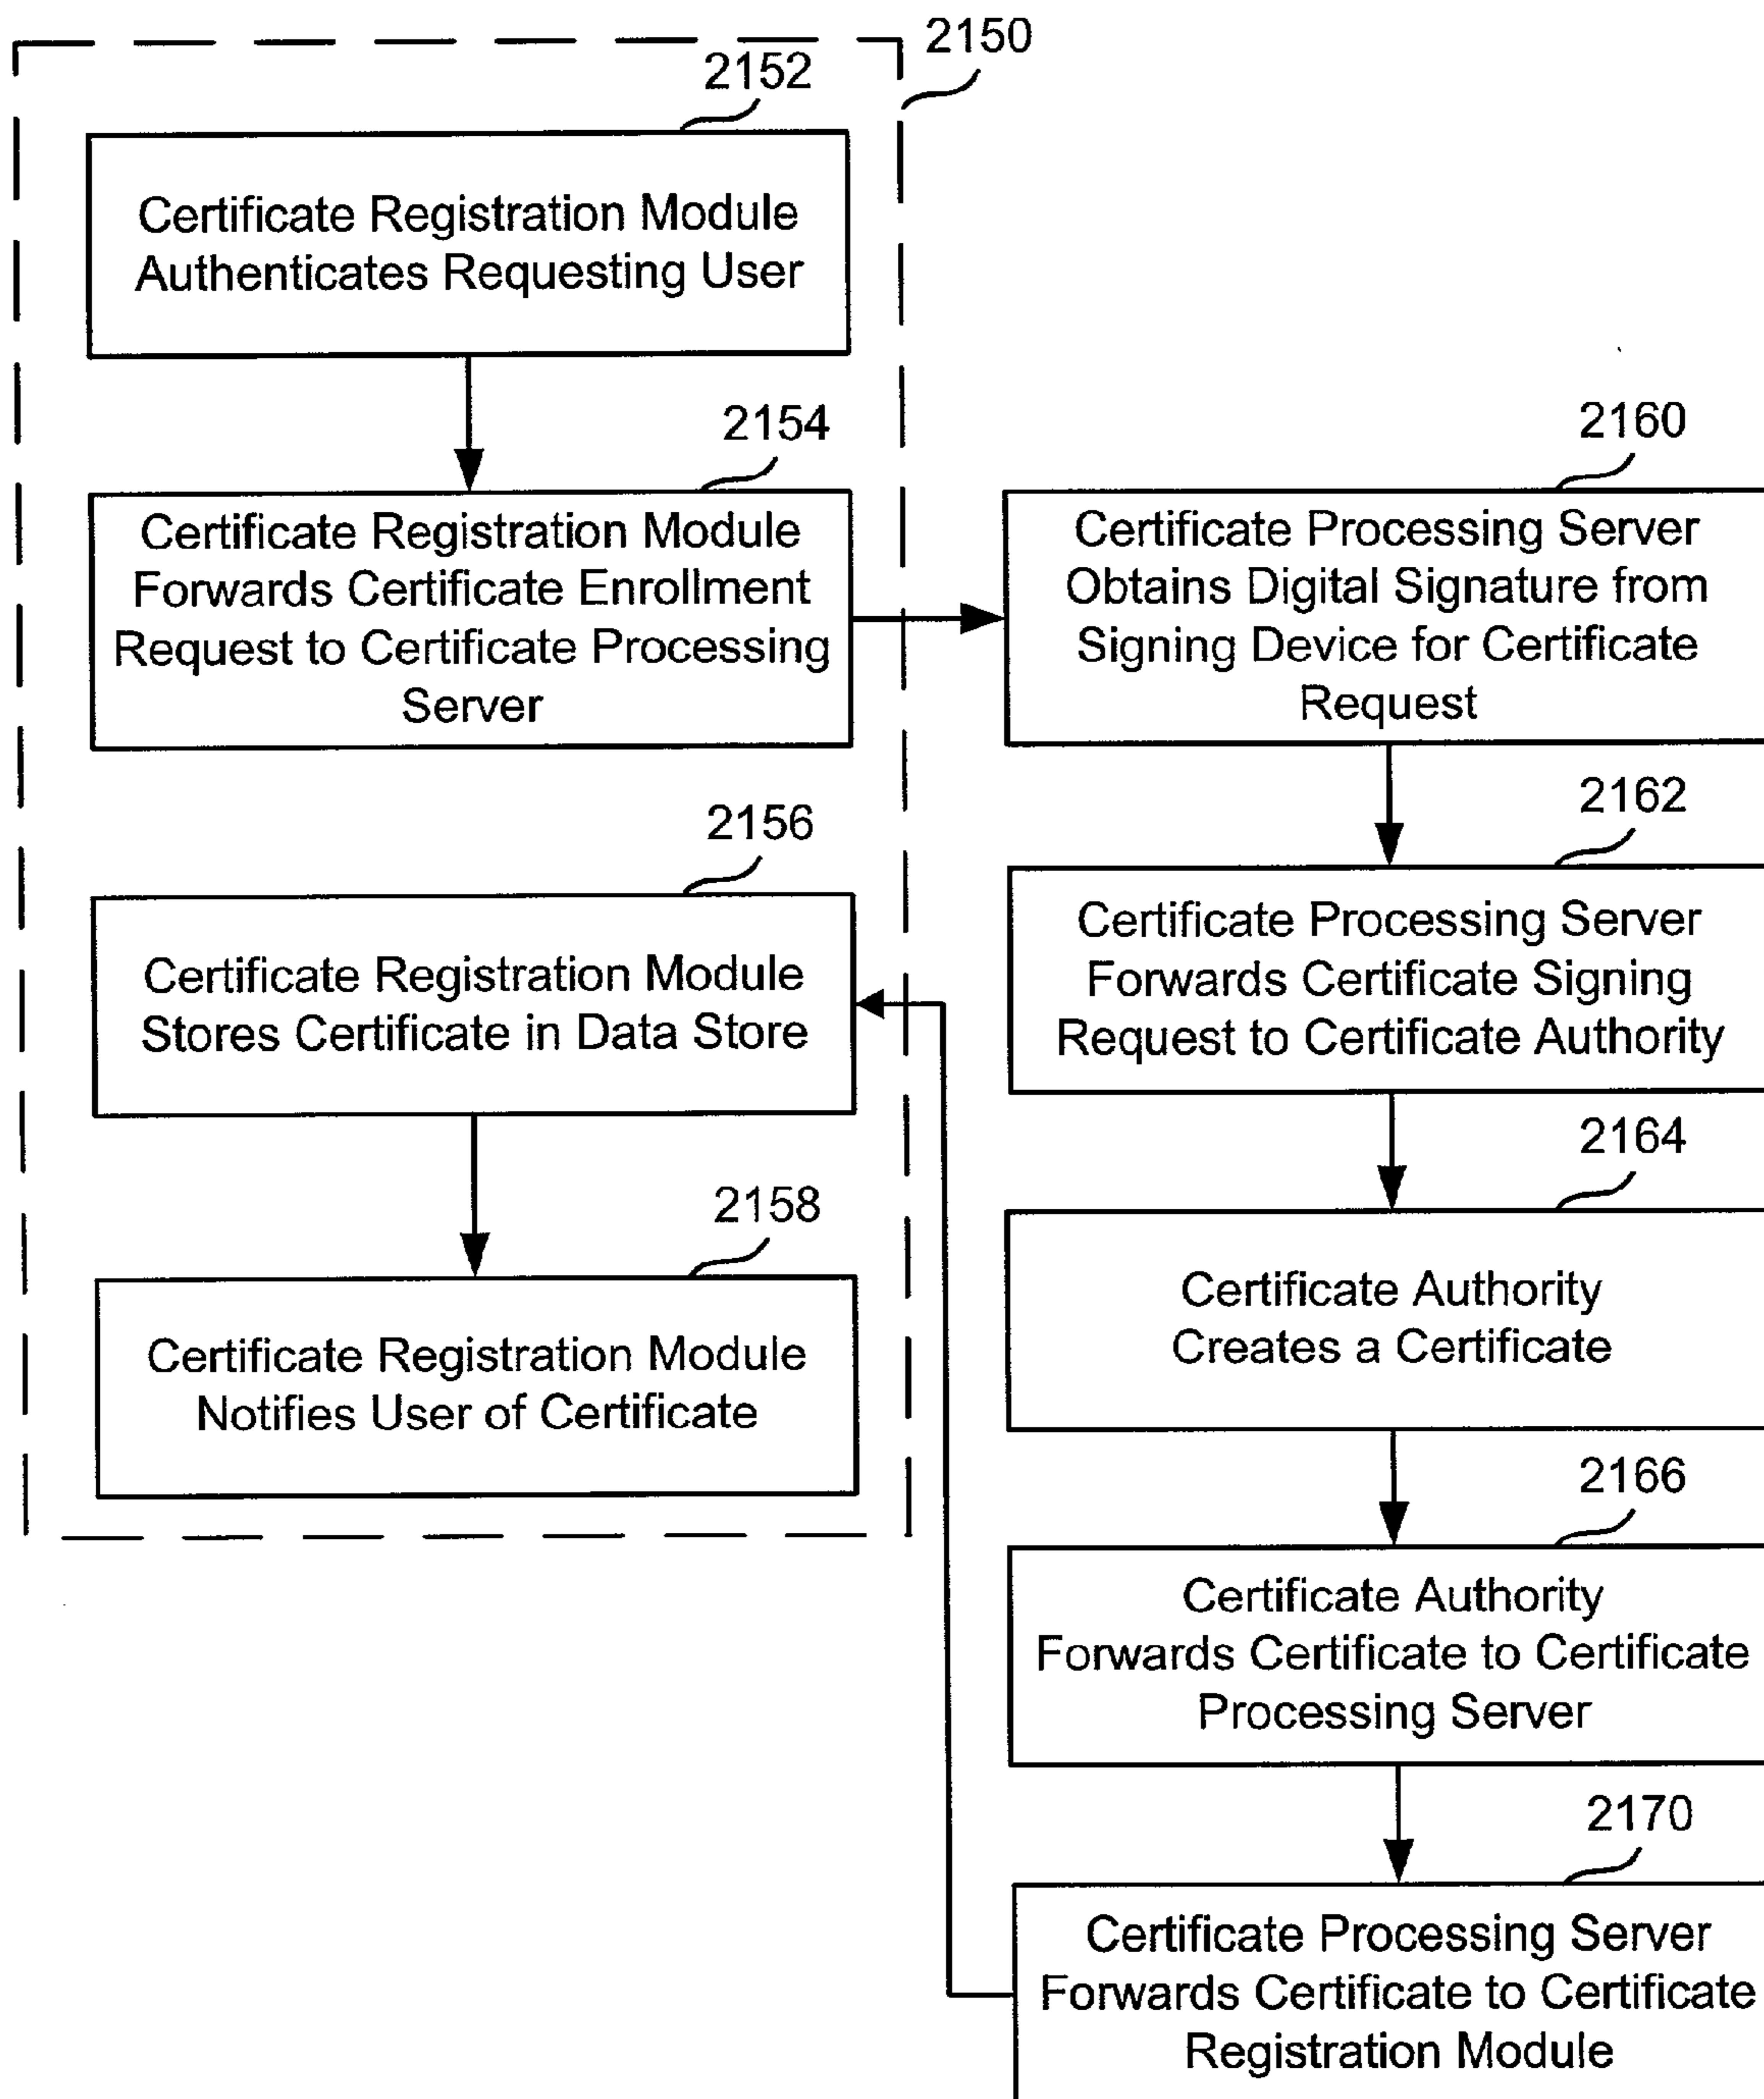 2150
2152
Certificate Registration Module
Authenticates Requesting User
2154
Certificate Registration Module
Forwards Certificate Enrollment
Request to Certificate Processing
Server
2160
Certificate Processing Server
Obtains Digital Signature from
Signing Device for Certificate
Request
2162
Certificate Processing Server
Forwards Certificate Signing
Request to Certificate Authority
2164
Certificate Authority
Creates a Certificate
2166
Certificate Authority
Forwards Certificate to Certificate
Processing Server
2170
Certificate Processing Server
Forwards Certificate to Certificate
Registration Module
2156
Certificate Registration Module
Stores Certificate in Data Store
2158
Certificate Registration Module
Notifies User of Certificate